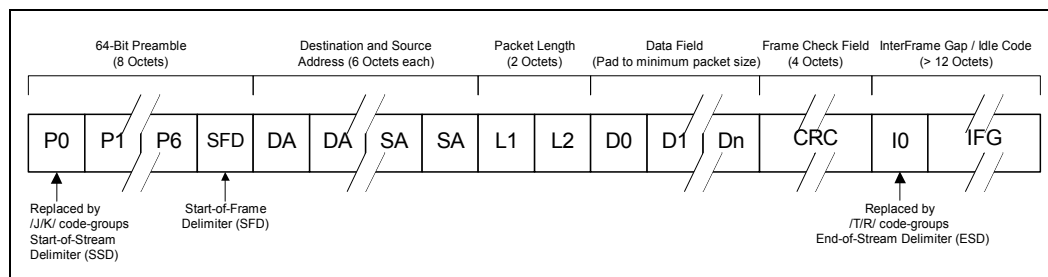 64-Bit Preamble
(8 Octets)
Destination and Source
Address (6 Octets each)
Packet Length
(2 Octets)
Data Field
(Pad to minimum packet size)
Frame Check Field
(4 Octets)
InterFrame Gap / Idle Code
(> 12 Octets)
P0 P1 P6 SFD DA DA SA SA L1 L2 D0 D1 Dn CRC I0 IFG
Replaced by
/J/K/ code-groups
Start-of-Stream
Delimiter (SSD)
Start-of-Frame
Delimiter (SFD)
Replaced by
/T/R/ code-groups
End-of-Stream Delimiter (ESD)